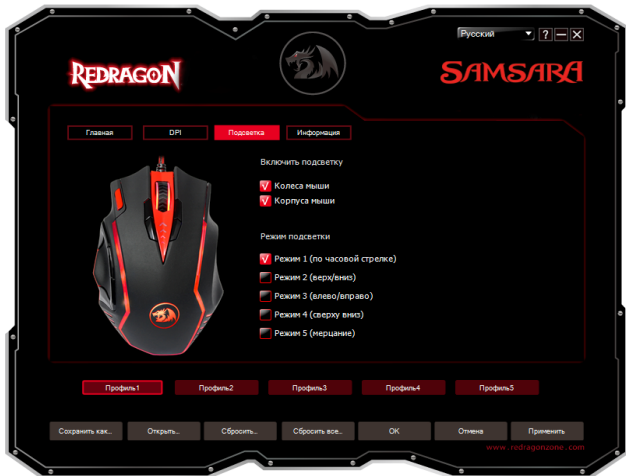 Русский ? 
REDRAGON
SAMSARA
Главная DPI Подсветка Информация
Включить подсветку
Колеса мыши
Корпуса мыши
Режим подсветки
Режим 1 (по часовой стрелке)
Режим 2 (верх/вниз)
Режим 3 (влево/вправо)
Режим 4 (сверху вниз)
Режим 5 (мерцание)
Профиль1 Профиль2 Профиль3 Профиль4 Профиль5
Сохранить как... Открыть... Сбросить... Сбросить все... OK Отмена Применить
www.redragonzone.com